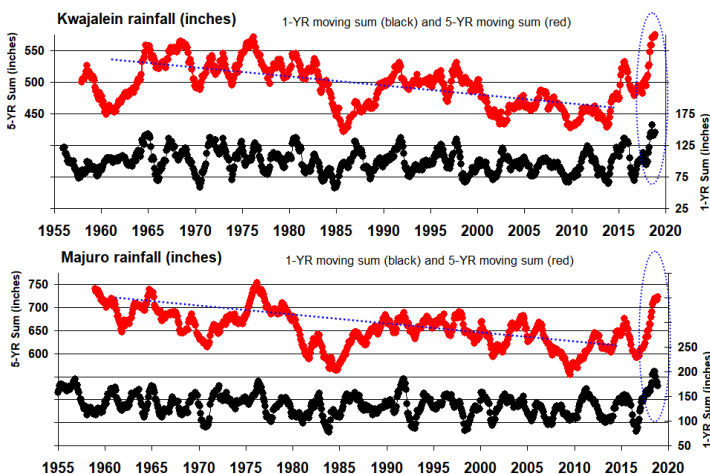 Kwajalein rainfall (inches)
1-YR moving sum (black) and 5-YR moving sum (red)
5-YR Sum (inches)
550
500
450
175
125
75
25
1-YR Sum (inches)
1955 1960 1965 1970 1975 1980 1985 1990 1995 2000 2005 2010 2015 2020
Majuro rainfall (inches)
1-YR moving sum (black) and 5-YR moving sum (red)
5-YR Sum (inches)
750
700
650
600
250
200
150
100
50
1-YR Sum (inches)
1955 1960 1965 1970 1975 1980 1985 1990 1995 2000 2005 2010 2015 2020